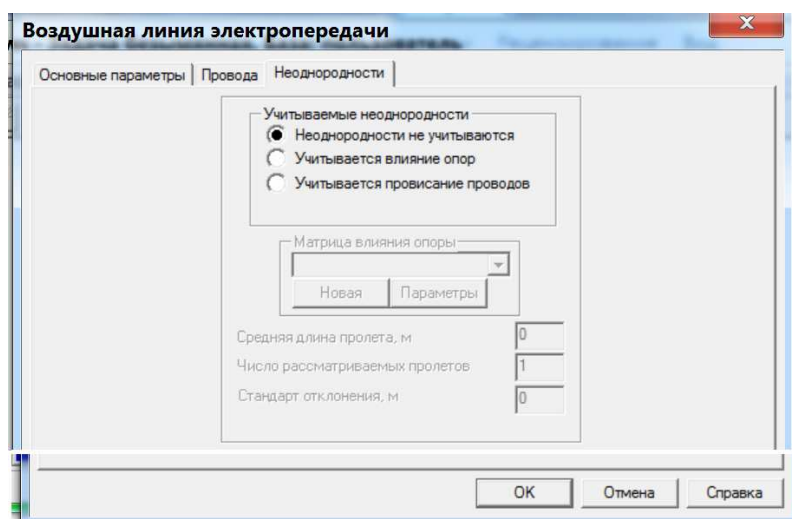 Воздушная линия электропередачи
Основные параметры Провода Неоднородности
Учитываемые неоднородности
Неоднородности не учитываются
Учитывается влияние опор
Учитывается провисание проводов
Матрица влияния опоры
Новая Параметры
Средняя длина пролета, м 0
Число рассматриваемых пролетов 1
Стандарт отклонения, м 0
OK Отмена Справка